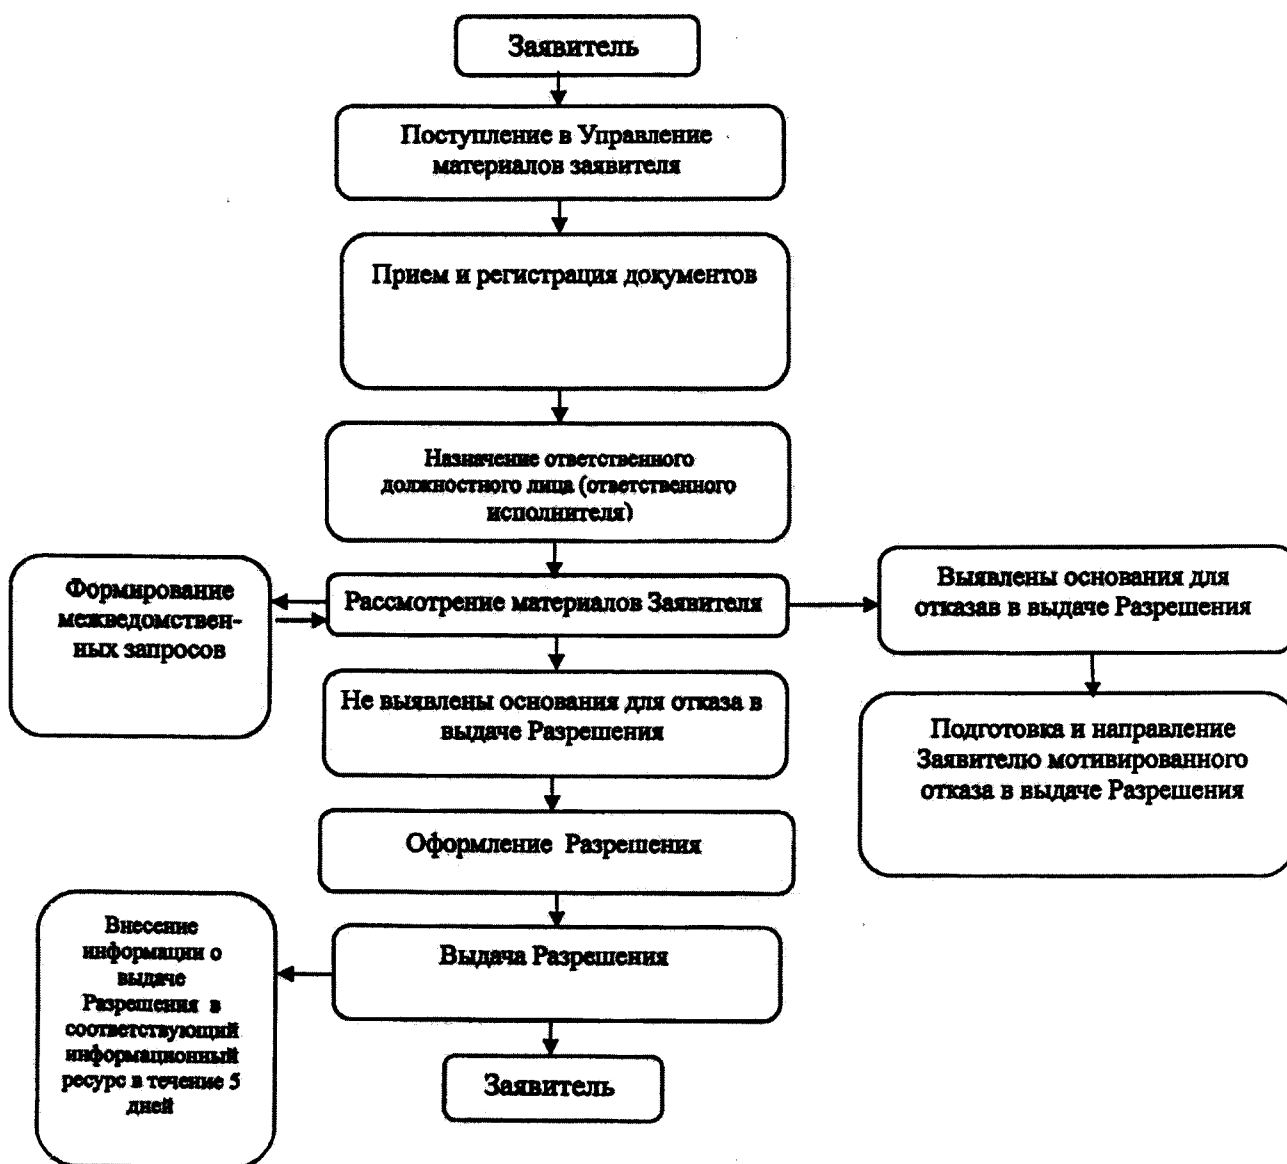 Заявитель
Поступление в Управление
материалов заявителя
Прием и регистрация документов
Назначение ответственного
должностного лица (ответственного
исполнителя)
Формирование
межведомствен-
ных запросов
Рассмотрение материалов Заявителя
Выявлены основания для
отказав в выдаче Разрешения
Не выявлены основания для отказа в
выдаче Разрешения
Подготовка и направление
Заявителю мотивированного
отказа в выдаче Разрешения
Оформление Разрешения
Выдача Разрешения
Внесение
информации о
выдаче
Разрешения в
соответствующий
информационный
ресурс в течение 5
дней
Заявитель